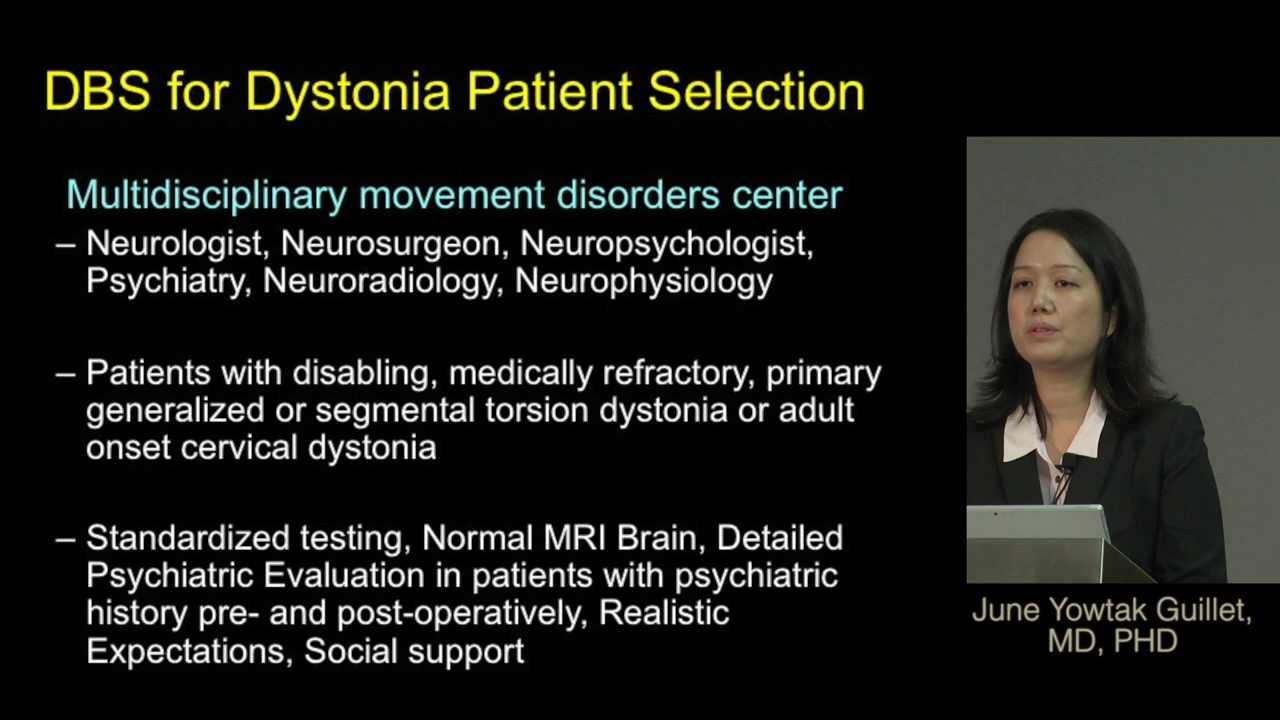 DBS for Dystonia Patient Selection
Multidisciplinary movement disorders center
– Neurologist, Neurosurgeon, Neuropsychologist,
Psychiatry, Neuroradiology, Neurophysiology
– Patients with disabling, medically refractory, primary
generalized or segmental torsion dystonia or adult
onset cervical dystonia
– Standardized testing, Normal MRI Brain, Detailed
Psychiatric Evaluation in patients with psychiatric
history pre- and post-operatively, Realistic
Expectations, Social support
June Yowtak Guillet,
MD, PHD